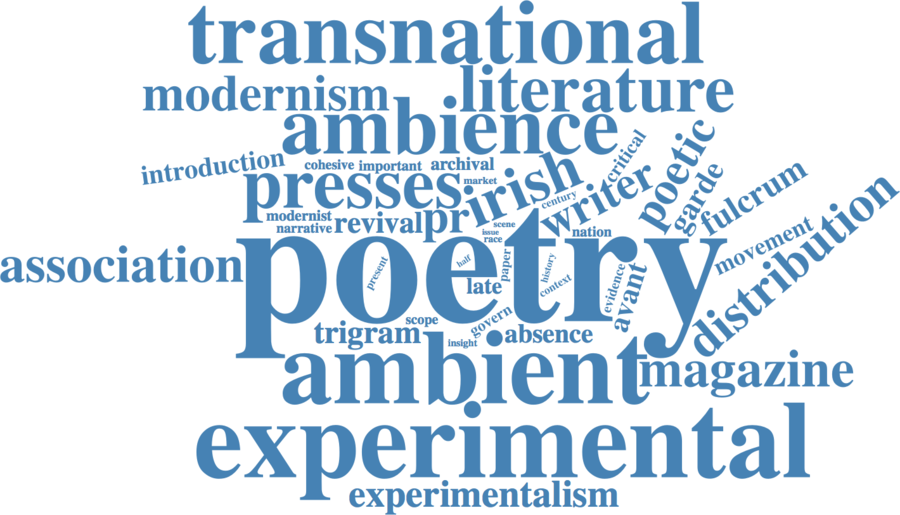 transnational
modernism
literature
ambience
introduction
cohesive
important
archival
critical
poetic
garde
presses
market
irish
writer
century
fulcrum
modernist
narrative
revival
pr
scene
issue
race
nation
distribution
movement
association
poetry
present
half
late
paper
history
context
evidence
avant
scope
govern
trigram
insight
absence
ambient
magazine
experimental
experimentalism